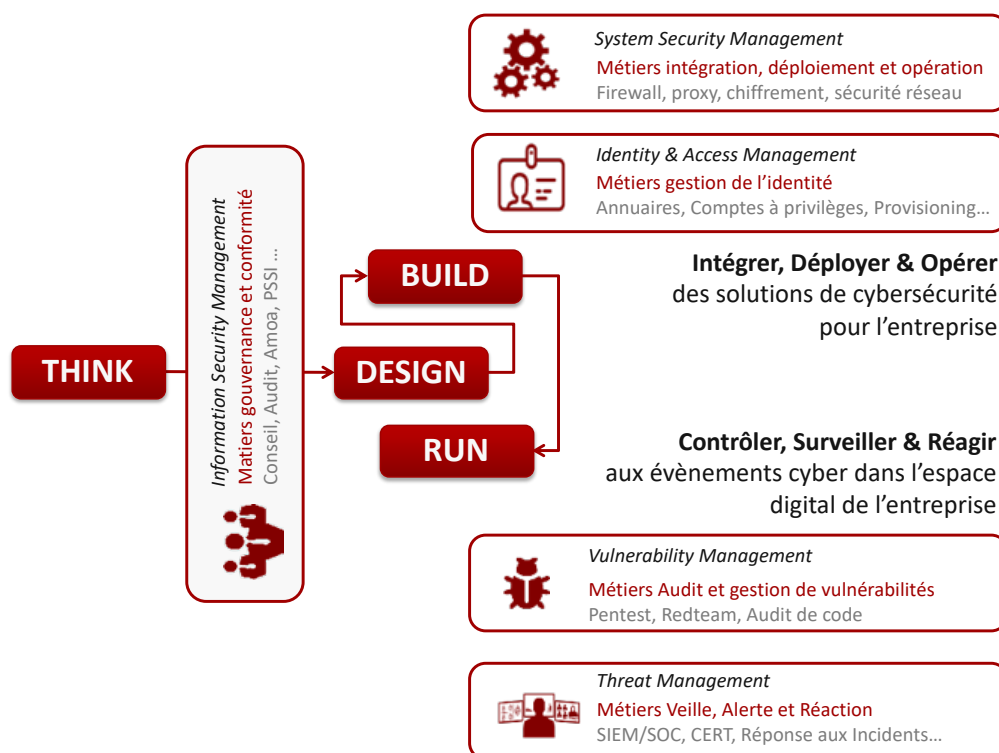 System Security Management
Métiers intégration, déploiement et opération
Firewall, proxy, chiffrement, sécurité réseau
Identity & Access Management
Métiers gestion de l’identité
Annuaires, Comptes à privilèges, Provisioning…
Intégrer, Déployer & Opérer
des solutions de cybersécurité
pour l’entreprise
THINK
Information Security Management
Matiers gouvernance et conformité
Conseil, Audit, Amoa, PSSI …
BUILD
DESIGN
RUN
Contrôler, Surveiller & Réagir
aux évènements cyber dans l’espace
digital de l’entreprise
Vulnerability Management
Métiers Audit et gestion de vulnérabilités
Pentest, Redteam, Audit de code
Threat Management
Métiers Veille, Alerte et Réaction
SIEM/SOC, CERT, Réponse aux Incidents…